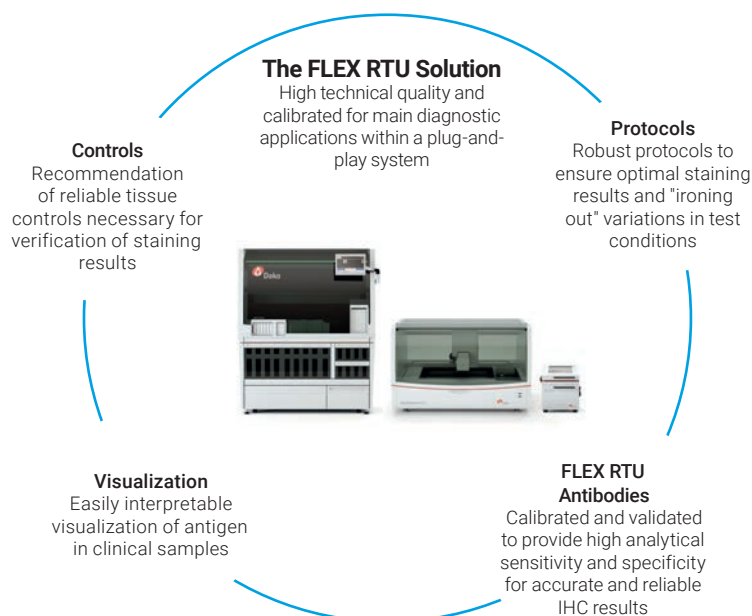 The FLEX RTU Solution
High technical quality and
calibrated for main diagnostic
applications within a plug-and-
play system
Protocols
Robust protocols to
ensure optimal staining
results and "ironing
out" variations in test
conditions
FLEX RTU
Antibodies
Calibrated and validated
to provide high analytical
sensitivity and specificity
for accurate and reliable
IHC results
Visualization
Easily interpretable
visualization of antigen
in clinical samples
Controls
Recommendation
of reliable tissue
controls necessary for
verification of staining
results
Dako